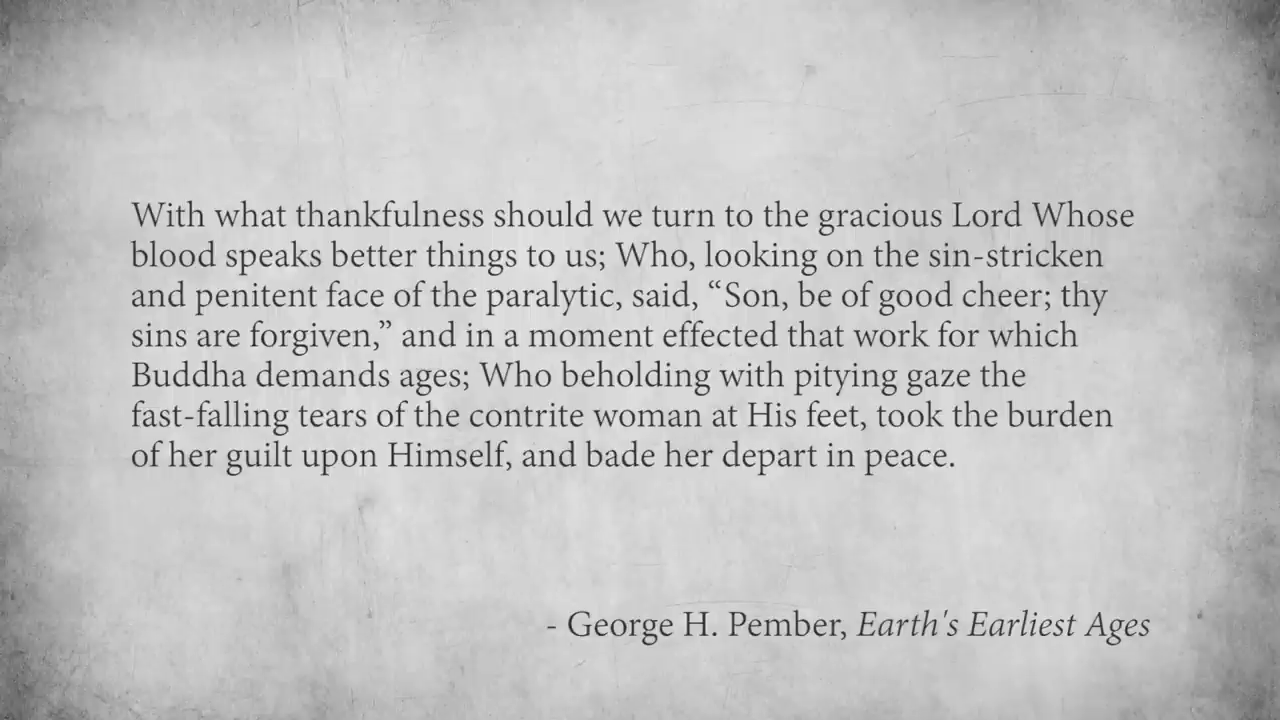 With what thankfulness should we turn to the gracious Lord Whose
blood speaks better things to us; Who, looking on the sin-stricken
and penitent face of the paralytic, said, “Son, be of good cheer; thy
sins are forgiven,” and in a moment effected that work for which
Buddha demands ages; Who beholding with pitying gaze the
fast-falling tears of the contrite woman at His feet, took the burden
of her guilt upon Himself, and bade her depart in peace.
- George H. Pember, Earth's Earliest Ages